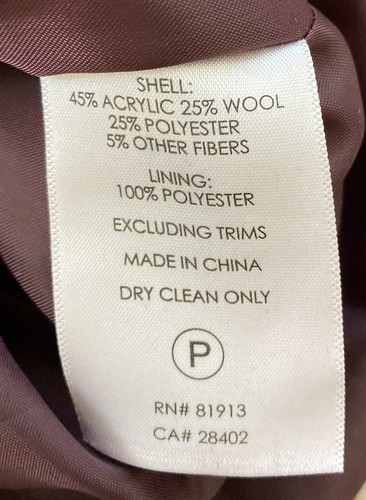 SHELL:
45% ACRYLIC 25% WOOL
25% POLYESTER
5% OTHER FIBERS
LINING:
100% POLYESTER
EXCLUDING TRIMS
MADE IN CHINA
DRY CLEAN ONLY
P
RN# 81913
CA# 28402